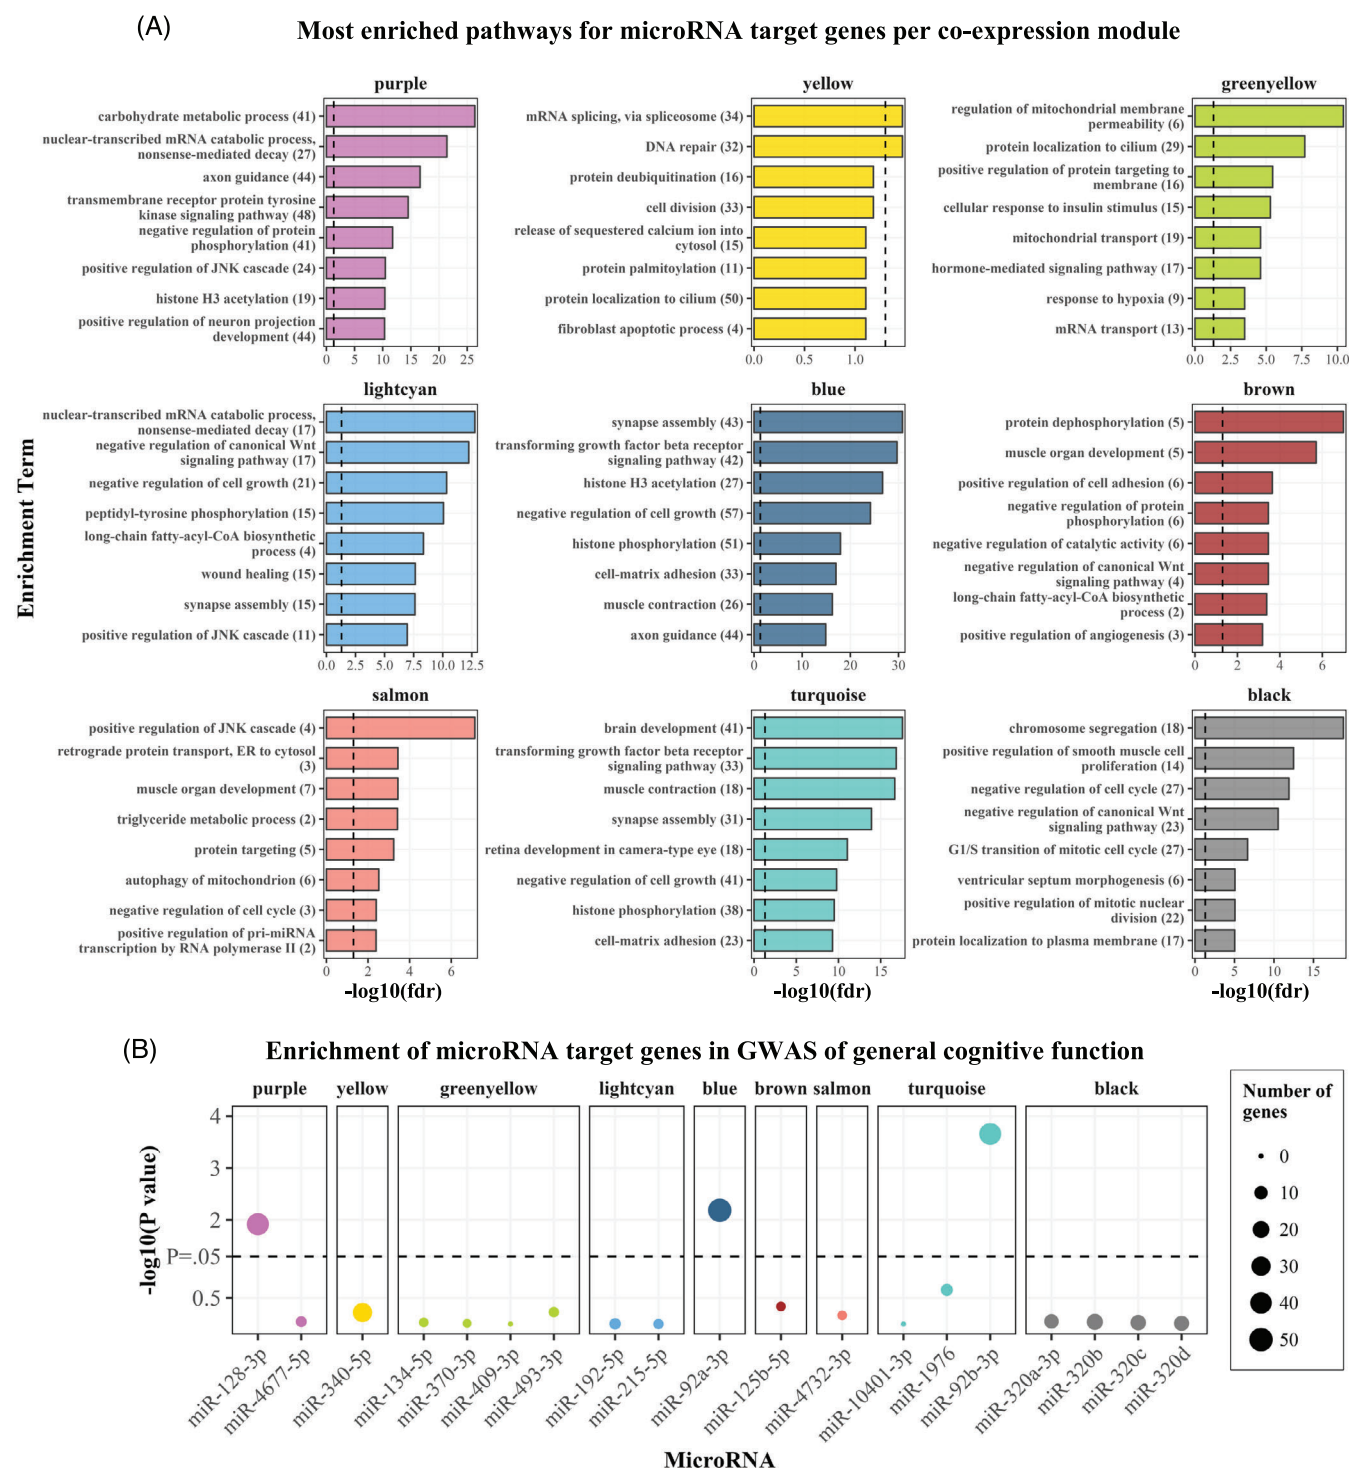 (A)
Most enriched pathways for microRNA target genes per co-expression module
Enrichment Term
purple
carbohydrate metabolic process (41)
nuclear-transcribed mRNA catabolic process,
nonsense-mediated decay (27)
axon guidance (44)
transmembrane receptor protein tyrosine
kinase signaling pathway (48)
negative regulation of protein
phosphorylation (41)
positive regulation of JNK cascade (24)
histone H3 acetylation (19)
positive regulation of neuron projection
development (44)
0 5 10 15 20 25
yellow
mRNA splicing, via spliceosome (34)
DNA repair (32)
protein deubiquitination (16)
cell division (33)
release of sequestered calcium ion into
cytosol (15)
protein palmitoylation (11)
protein localization to cilium (50)
fibroblast apoptotic process (4)
0.0 0.5 1.0
greenyellow
regulation of mitochondrial membrane
permeability (6)
protein localization to cilium (29)
positive regulation of protein targeting to
membrane (16)
cellular response to insulin stimulus (15)
mitochondrial transport (19)
hormone-mediated signaling pathway (17)
response to hypoxia (9)
mRNA transport (13)
0.0 2.5 5.0 7.5 10.0
lightcyan
nuclear-transcribed mRNA catabolic process,
nonsense-mediated decay (17)
negative regulation of canonical Wnt
signaling pathway (17)
negative regulation of cell growth (21)
peptidyl-tyrosine phosphorylation (15)
long-chain fatty-acyl-CoA biosynthetic
process (4)
wound healing (15)
synapse assembly (15)
positive regulation of JNK cascade (11)
0.0 2.5 5.0 7.5 10.0 12.5
blue
synapse assembly (43)
transforming growth factor beta receptor
signaling pathway (42)
histone H3 acetylation (27)
negative regulation of cell growth (57)
histone phosphorylation (51)
cell-matrix adhesion (33)
muscle contraction (26)
axon guidance (44)
0 10 20 30
brown
protein dephosphorylation (5)
muscle organ development (5)
positive regulation of cell adhesion (6)
negative regulation of protein
phosphorylation (6)
negative regulation of catalytic activity (6)
negative regulation of canonical Wnt
signaling pathway (4)
long-chain fatty-acyl-CoA biosynthetic
process (2)
positive regulation of angiogenesis (3)
0 2 4 6
salmon
positive regulation of JNK cascade (4)
retrograde protein transport, ER to cytosol
(3)
muscle organ development (7)
triglyceride metabolic process (2)
protein targeting (5)
autophagy of mitochondrion (6)
negative regulation of cell cycle (3)
positive regulation of pri-miRNA
transcription by RNA polymerase II (2)
0 2 4 6
-log10(fdr)
turquoise
brain development (41)
transforming growth factor beta receptor
signaling pathway (33)
muscle contraction (18)
synapse assembly (31)
retina development in camera-type eye (18)
negative regulation of cell growth (41)
histone phosphorylation (38)
cell-matrix adhesion (23)
0 5 10 15
-log10(fdr)
black
chromosome segregation (18)
positive regulation of smooth muscle cell
proliferation (14)
negative regulation of cell cycle (27)
negative regulation of canonical Wnt
signaling pathway (23)
G1/S transition of mitotic cell cycle (27)
ventricular septum morphogenesis (6)
positive regulation of mitotic nuclear
division (22)
protein localization to plasma membrane (17)
0 5 10 15
-log10(fdr)
(B)
Enrichment of microRNA target genes in GWAS of general cognitive function
purple yellow greenyellow lightcyan blue brown salmon turquoise black
-log10(P value)
4
3
2
P=.05
0.5
miR-128-3p
miR-4677-5p
miR-340-5p
miR-134-5p
miR-370-3p
miR-409-3p
miR-493-3p
miR-192-5p
miR-215-5p
miR-92a-3p
miR-125b-5p
miR-4732-3p
miR-10401-3p
miR-1976
miR-92b-3p
miR-320a-3p
miR-320b
miR-320c
miR-320d
MicroRNA
Number of
genes
0
10
20
30
40
50